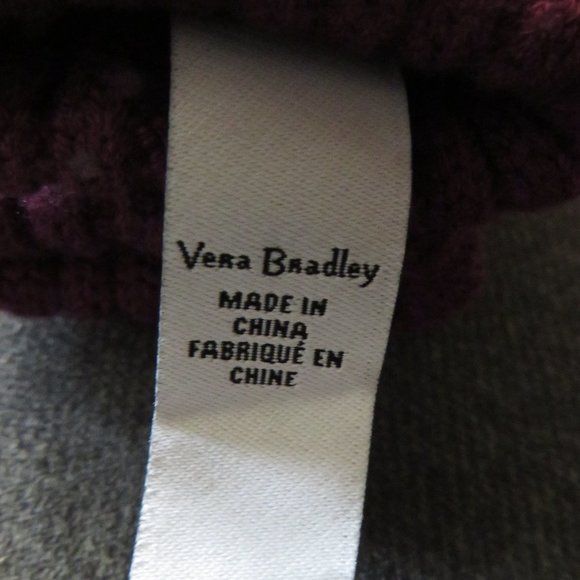 Vera Bradley
MADE IN
CHINA
FABRIQUÉ EN
CHINE